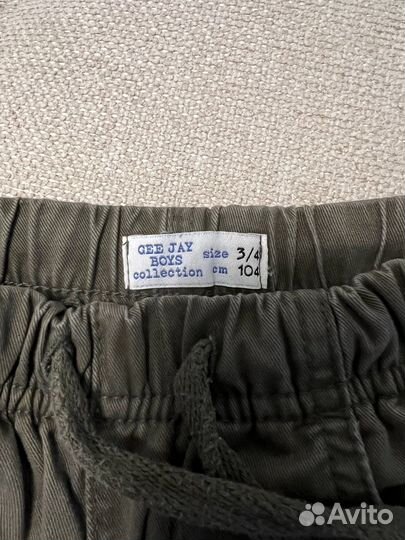 GEE JAY
BOYS
collection
size 3/4
cm 104
Avito